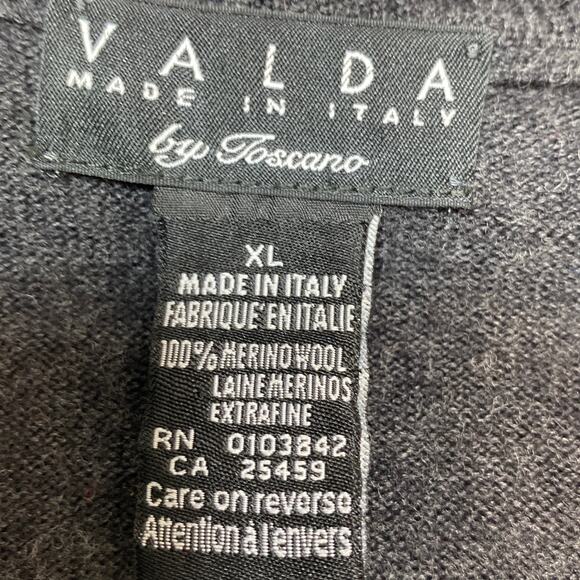 VALDA
MADE IN ITALY
by Toscano
XL
MADE IN ITALY
FABRIQUE EN ITALIE
100% MERINO WOOL
LAINE MERINOS
EXTRAFINE
RN 0103842
CA 25459
Care on reverse
Attention à l'envers